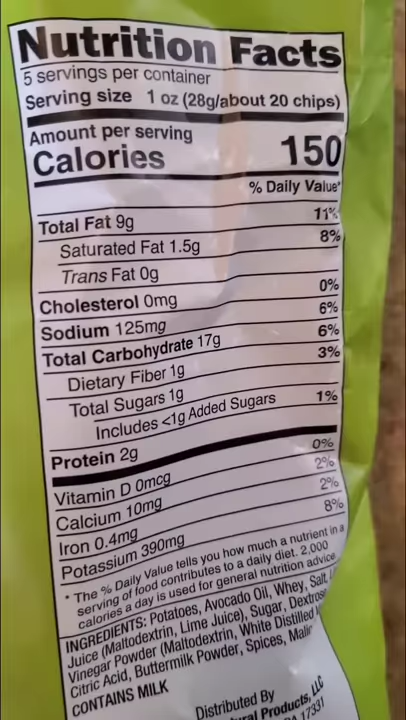 Nutrition Facts
5 servings per container
Serving size 1 oz (28g/about 20 chips)
Amount per serving
Calories 150
% Daily Value*
Total Fat 9g 11%
Saturated Fat 1.5g 8%
Trans Fat 0g
Cholesterol 0mg 0%
Sodium 125mg 6%
Total Carbohydrate 17g 6%
Dietary Fiber 1g 3%
Total Sugars 1g
Includes <1g Added Sugars 1%
Protein 2g
Vitamin D 0mcg 0%
Calcium 10mg 2%
Iron 0.4mg 2%
Potassium 390mg 8%
* The % Daily Value tells you how much a nutrient in a
serving of food contributes to a daily diet. 2,000
calories a day is used for general nutrition advice
INGREDIENTS: Potatoes, Avocado Oil, Whey, Salt,
Juice (Maltodextrin, Lime Juice), Sugar, Dextrose
Vinegar Powder (Maltodextrin, White Distilled
Citric Acid, Buttermilk Powder, Spices,
CONTAINS MILK
Distributed By
Products, LLC
17331